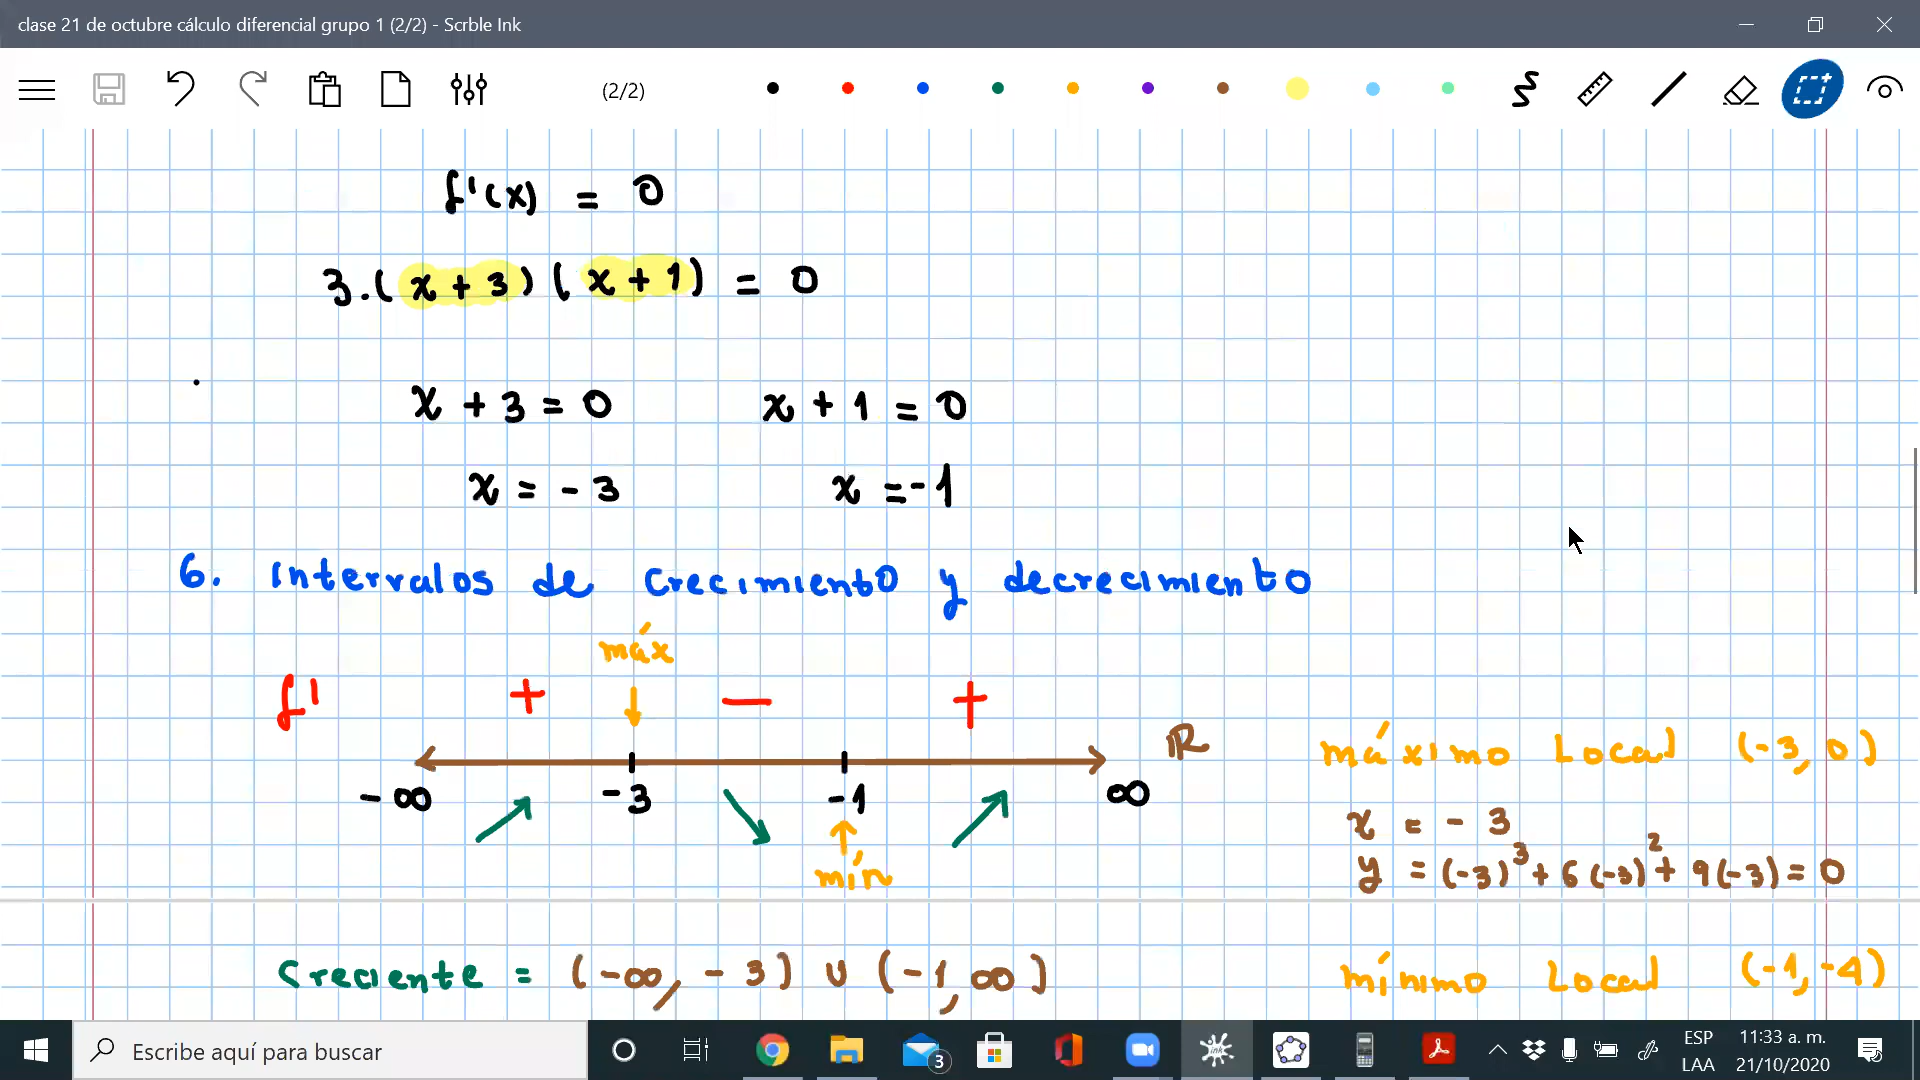 clase 21 de octubre cálculo diferencial grupo 1 (2/2) - Scrble Ink
(2/2)
f'(x) = 0
3.(x+3)(x+1) = 0
x + 3 = 0    x + 1 = 0
x = -3    x = -1
6. Intervalos de crecimiento y decrecimiento
máx
f'    +    −    +
ℝ
-∞    -3    -1    ∞
mín
máximo Local (-3, 0)
x = -3
y = (-3)³ + 6(-3)² + 9(-3) = 0
Creciente = (-∞, -3) ∪ (-1, ∞)
mínimo Local (-1, -4)
Escribe aquí para buscar
3
ESP
LAA
11:33 a. m.
21/10/2020